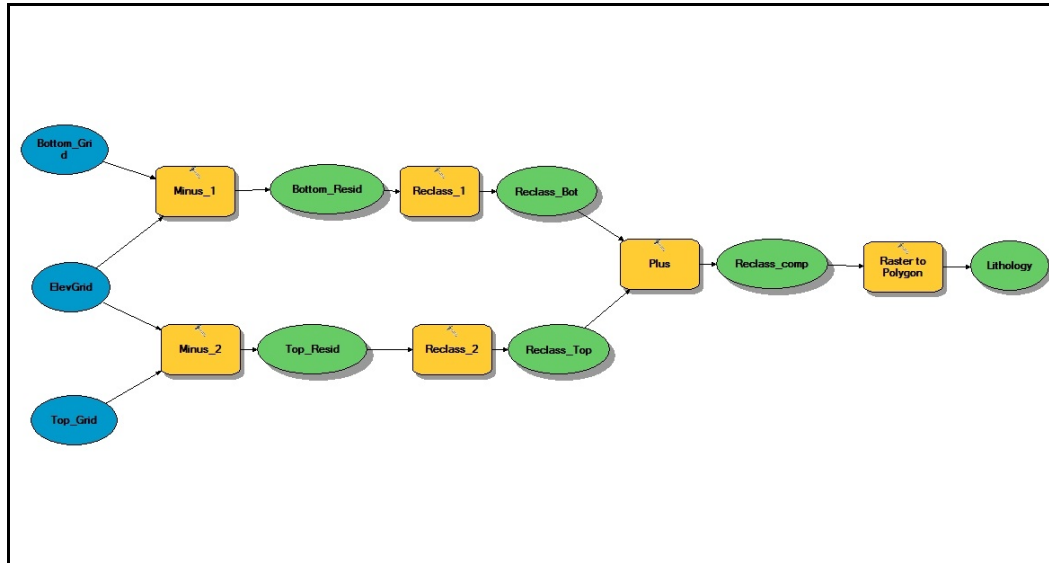 Bottom_Gri
d
Minus_1
Bottom_Resid
Reclass_1
Reclass_Bot
ElevGrid
Plus
Reclass_comp
Raster to
Polygon
Lithology
Minus_2
Top_Resid
Reclass_2
Reclass_Top
Top_Grid